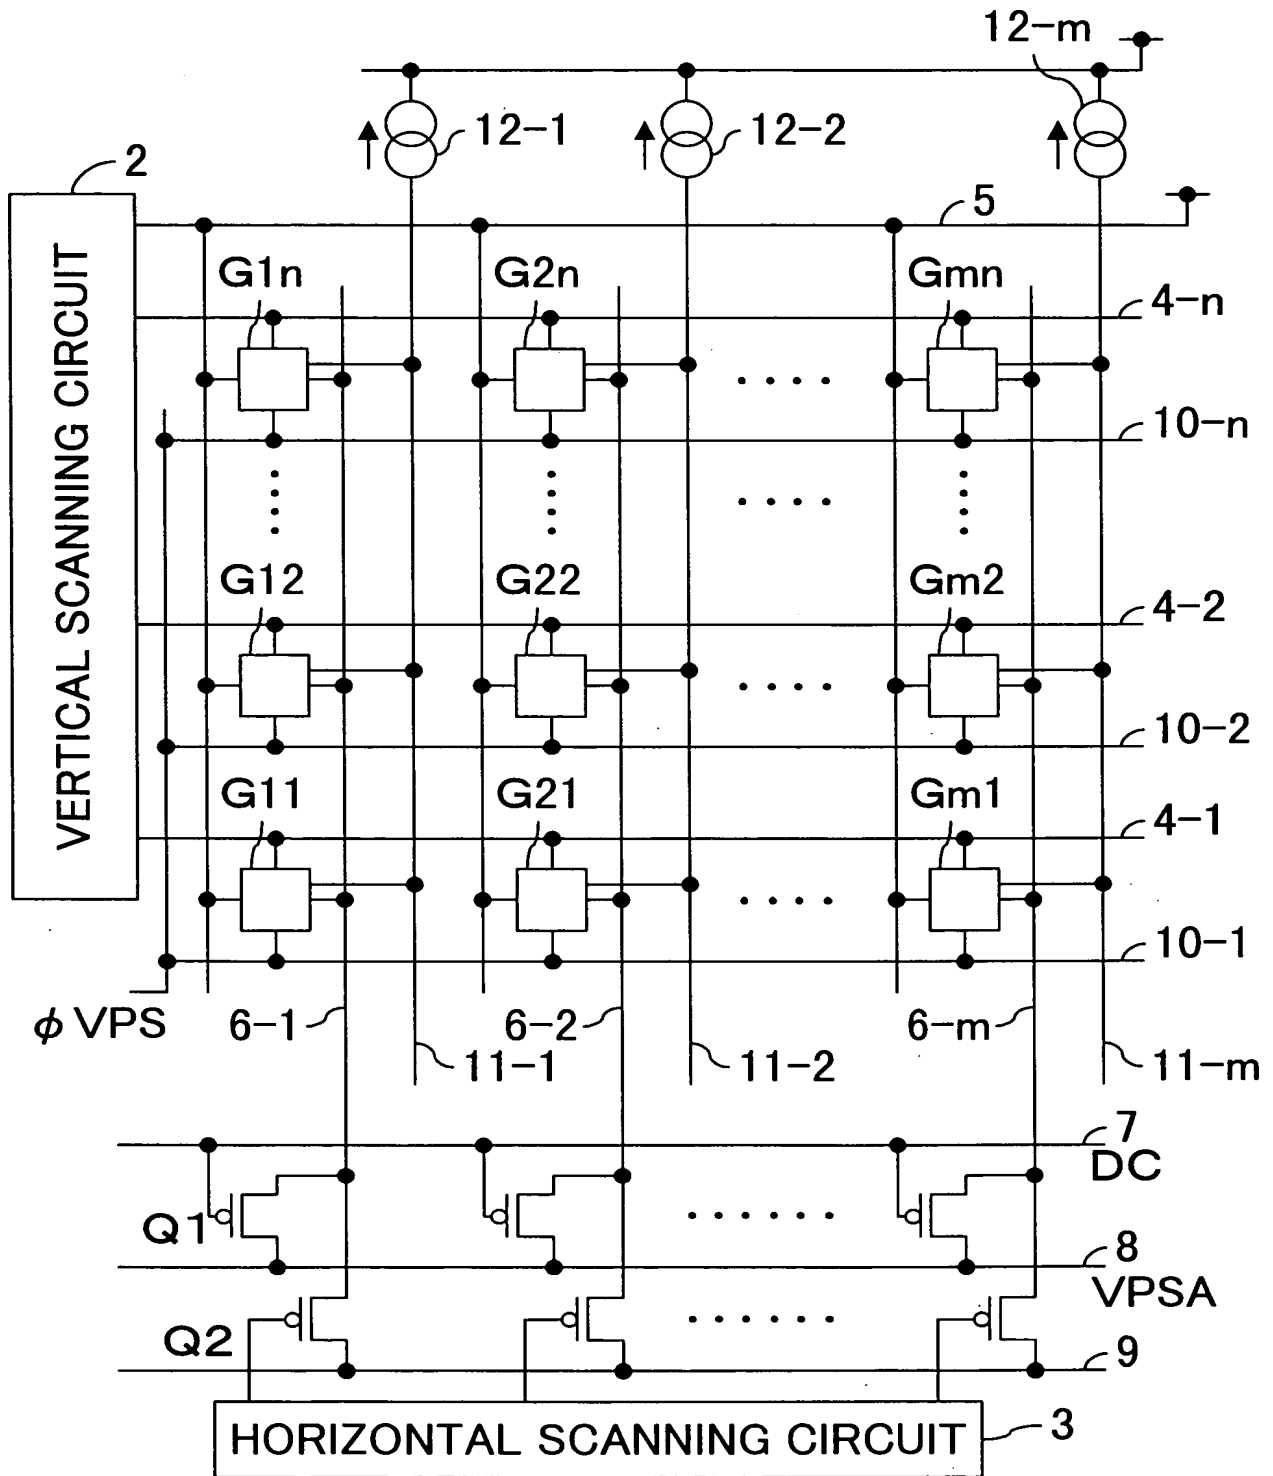 12-m
12-1
12-2
2
5
VERTICAL SCANNING CIRCUIT
G1n
G2n
Gmn
4-n
10-n
G12
G22
Gm2
4-2
10-2
G11
G21
Gm1
4-1
10-1
φVPS
6-1
6-2
6-m
11-1
11-2
11-m
7
DC
Q1
8
VPSA
Q2
9
HORIZONTAL SCANNING CIRCUIT
3